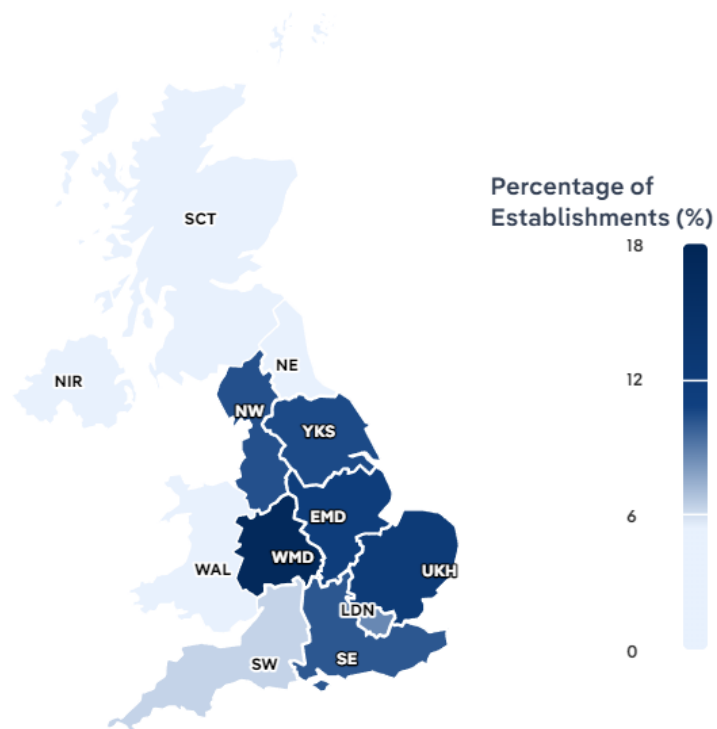 Percentage of
Establishments (%)
18
12
6
0
SCT
NIR
NE
NW
YKS
EMD
WMD
WAL
UKH
LDN
SW
SE